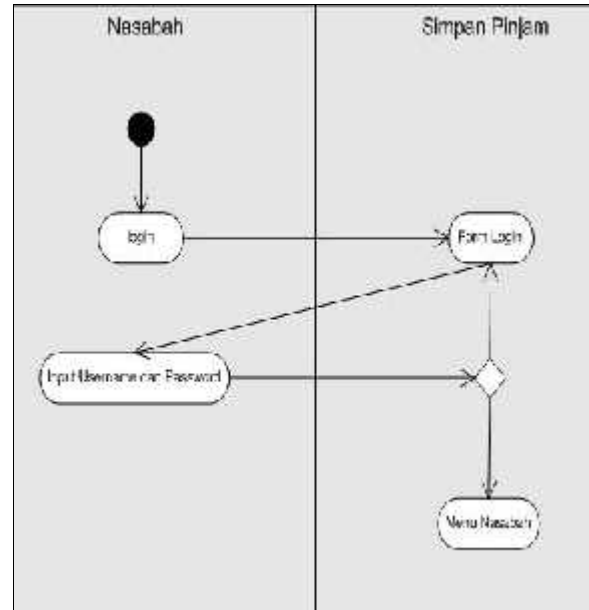 Nasabah
Simpan Pinjam
login
Form Login
Input Username dan Password
Menu Nasabah